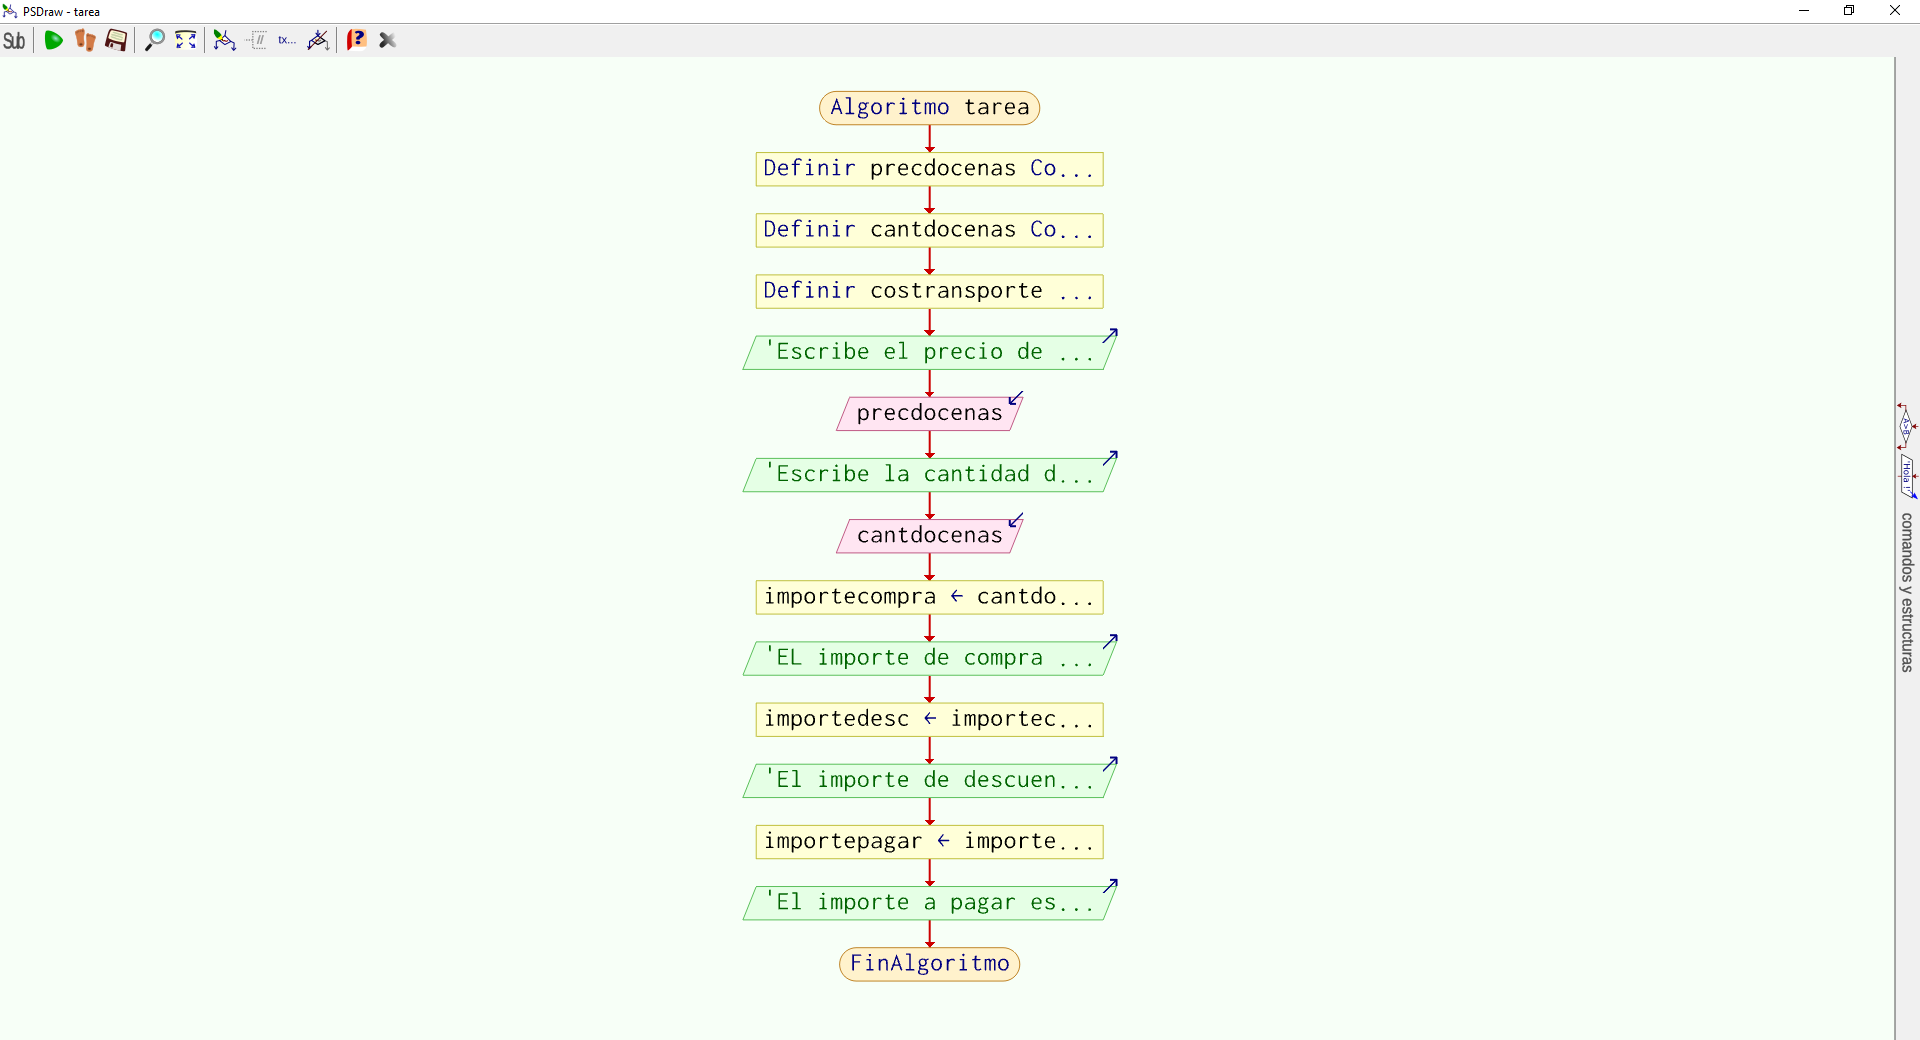 PSDraw - tarea
Sub
tx...
Algoritmo tarea
Definir precdocenas Co...
Definir cantdocenas Co...
Definir costransporte ...
'Escribe el precio de ...
precdocenas
'Escribe la cantidad d...
cantdocenas
importecompra ← cantdo...
'EL importe de compra ...
importedesc ← importec...
'El importe de descuen...
importepagar ← importe...
'El importe a pagar es...
FinAlgoritmo
A>B
'Hola !'
comandos y estructuras